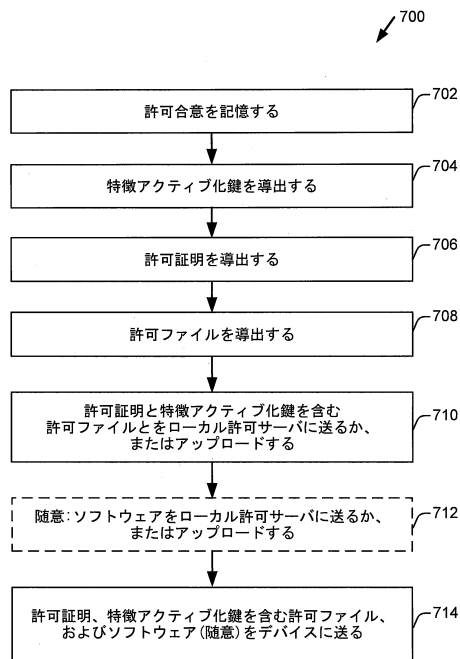 700
702
許可合意を記憶する
704
特徴アクティブ化鍵を導出する
706
許可証明を導出する
708
許可ファイルを導出する
710
許可証明と特徴アクティブ化鍵を含む
許可ファイルとをローカル許可サーバに送るか、
またはアップロードする
712
随意:ソフトウェアをローカル許可サーバに送るか、
またはアップロードする
714
許可証明、特徴アクティブ化鍵を含む許可ファイル、
およびソフトウェア(随意)をデバイスに送る